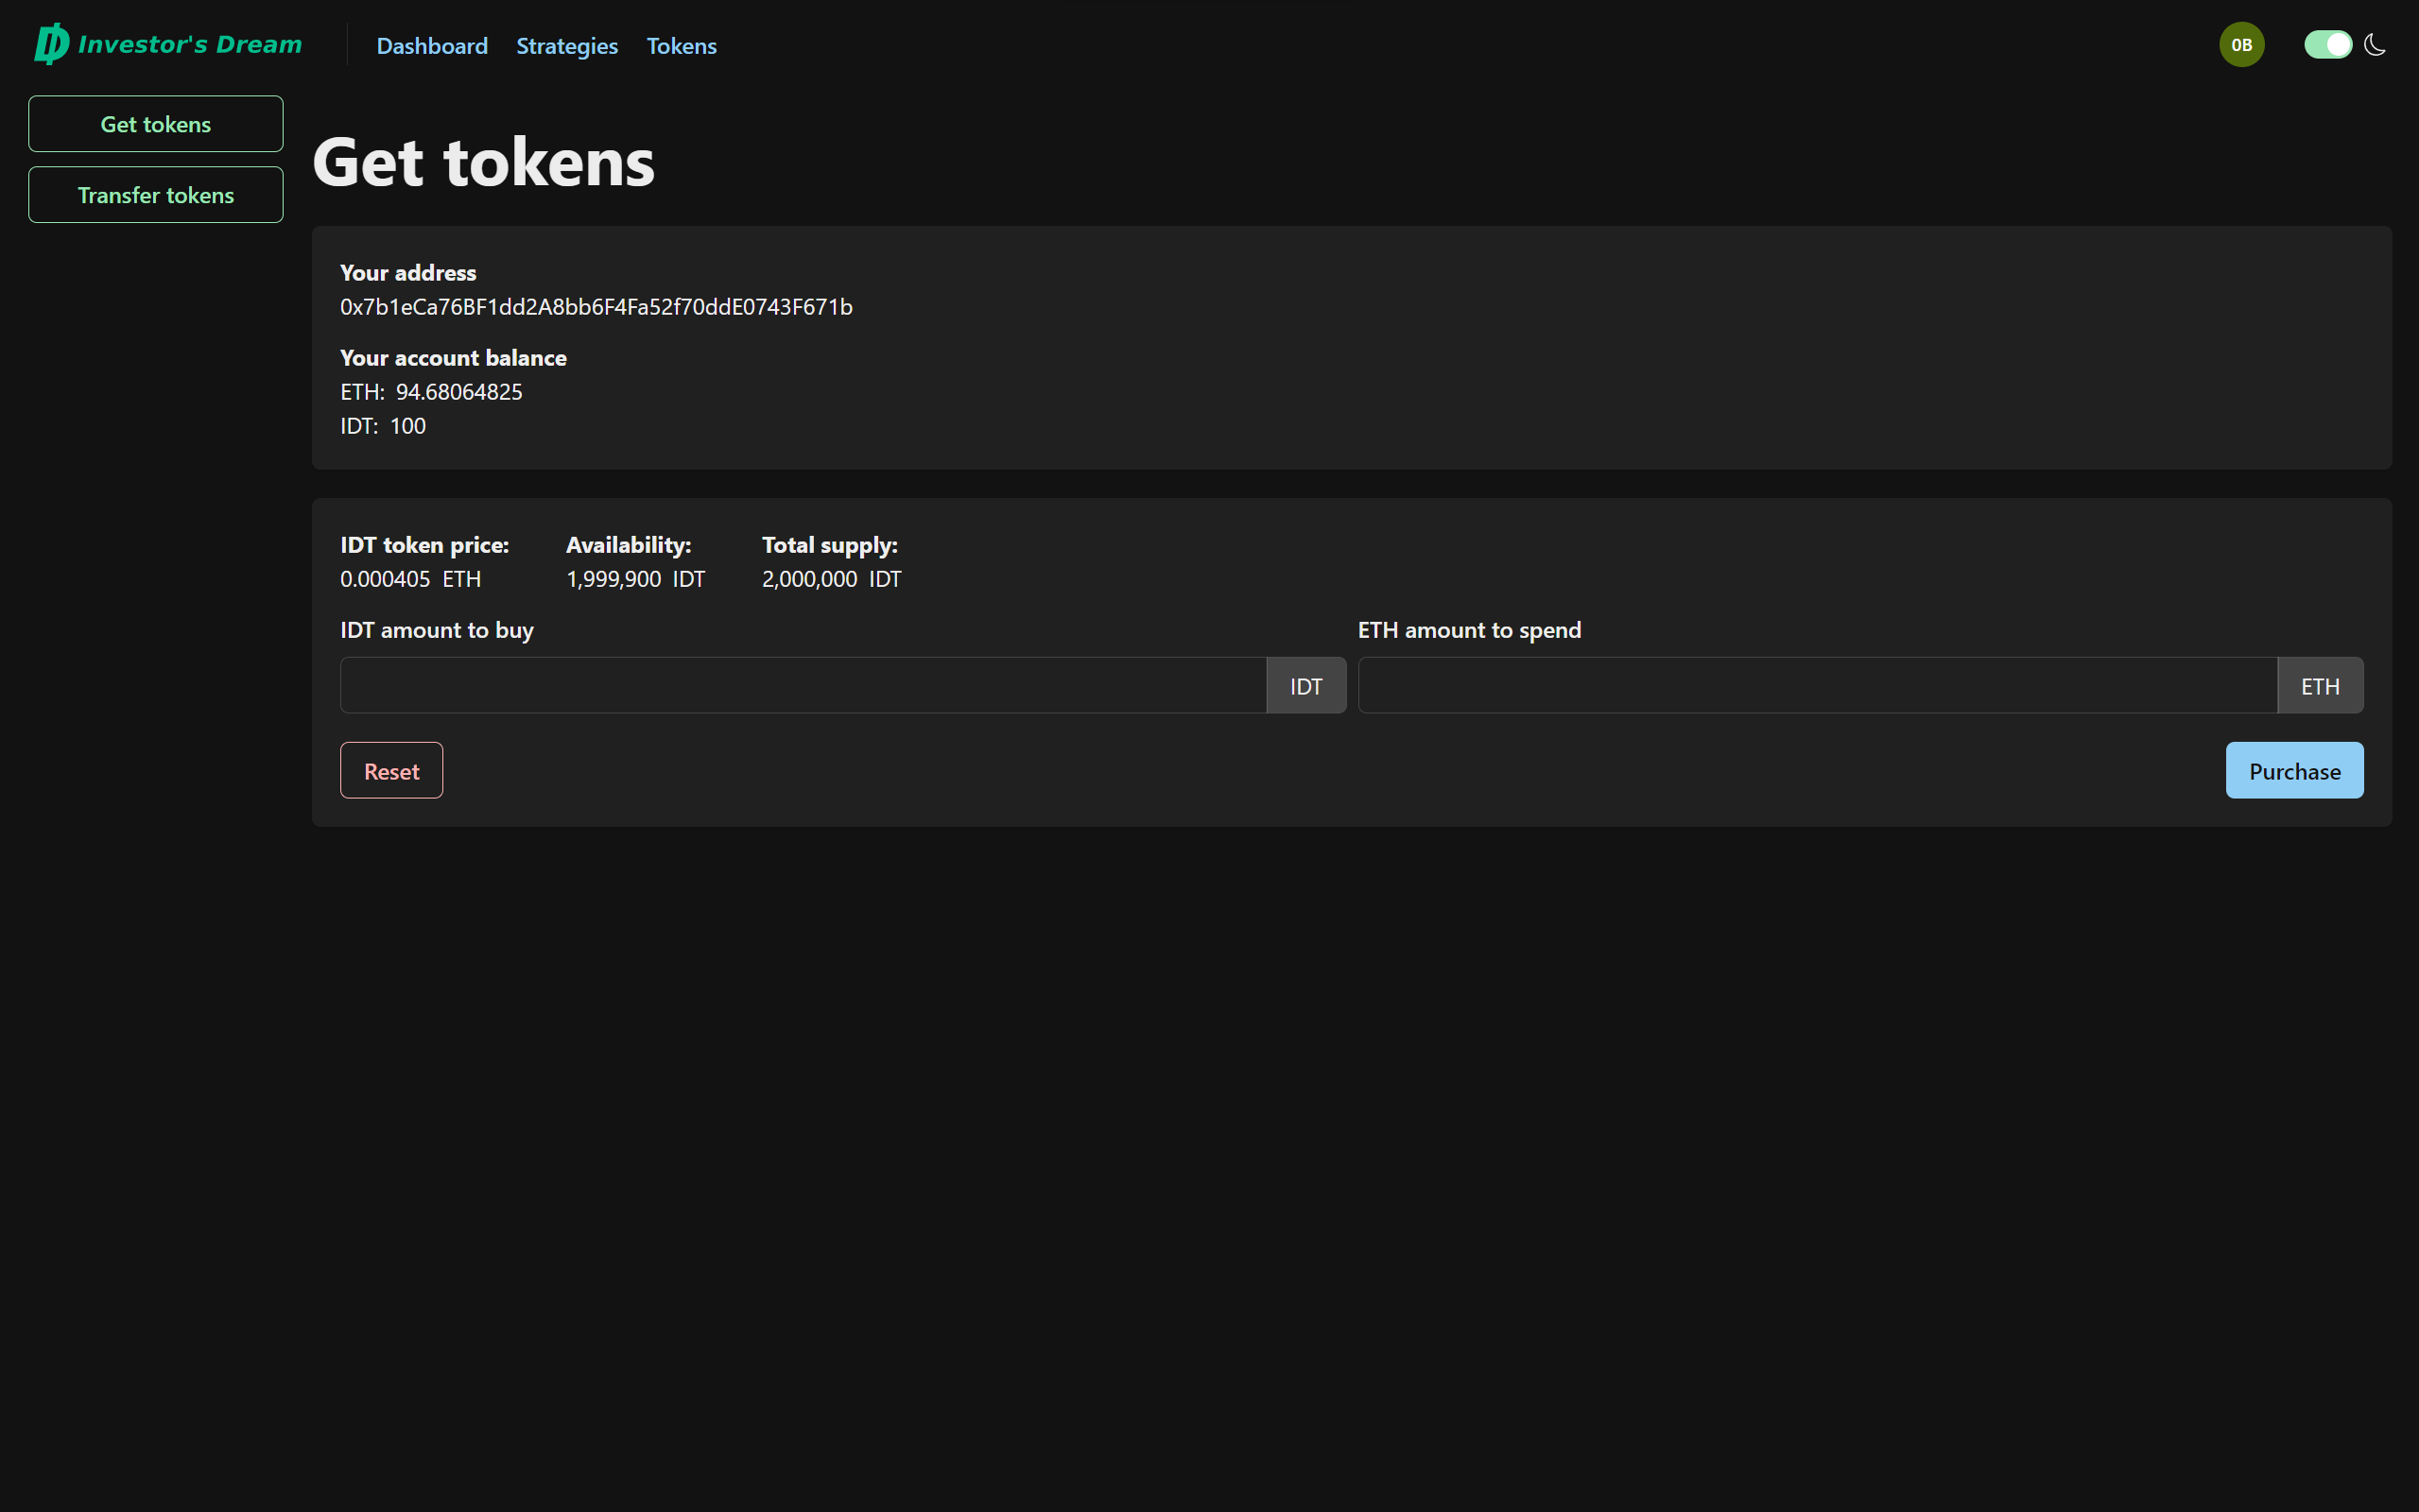 Investor's Dream
Dashboard Strategies Tokens
0B
Get tokens
Transfer tokens
Get tokens
Your address
0x7b1eCa76BF1dd2A8bb6F4Fa52f70ddE0743F671b
Your account balance
ETH: 94.68064825
IDT: 100
IDT token price: Availability: Total supply:
0.000405 ETH 1,999,900 IDT 2,000,000 IDT
IDT amount to buy ETH amount to spend
IDT ETH
Reset Purchase